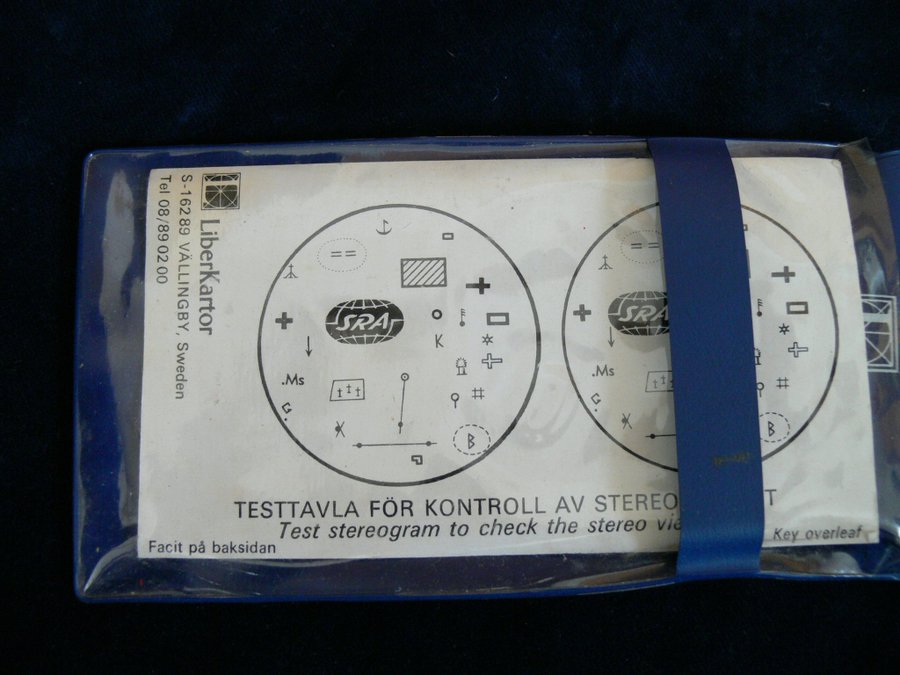 LiberKartor
S-162 89 VÄLLINGBY, Sweden
Tel 08/89 02 00
SRA
K
.Ms
B
SRA
.Ms
B
TESTTAVLA FÖR KONTROLL AV STEREO T
Test stereogram to check the stereo vie
Facit på baksidan
Key overleaf